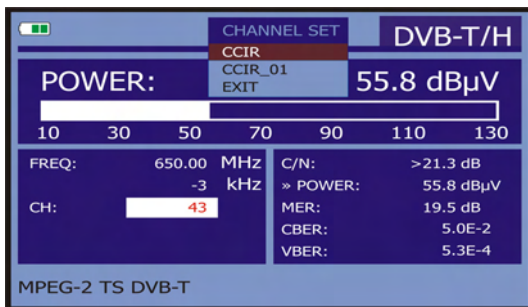 CHANNEL SET
DVB-T/H
CCIR
CCIR_01
EXIT
POWER:
55.8 dBµV
10 30 50 70 90 110 130
FREQ: 650.00 MHz
-3 kHz
CH: 43
C/N: >21.3 dB
» POWER: 55.8 dBµV
MER: 19.5 dB
CBER: 5.0E-2
VBER: 5.3E-4
MPEG-2 TS DVB-T